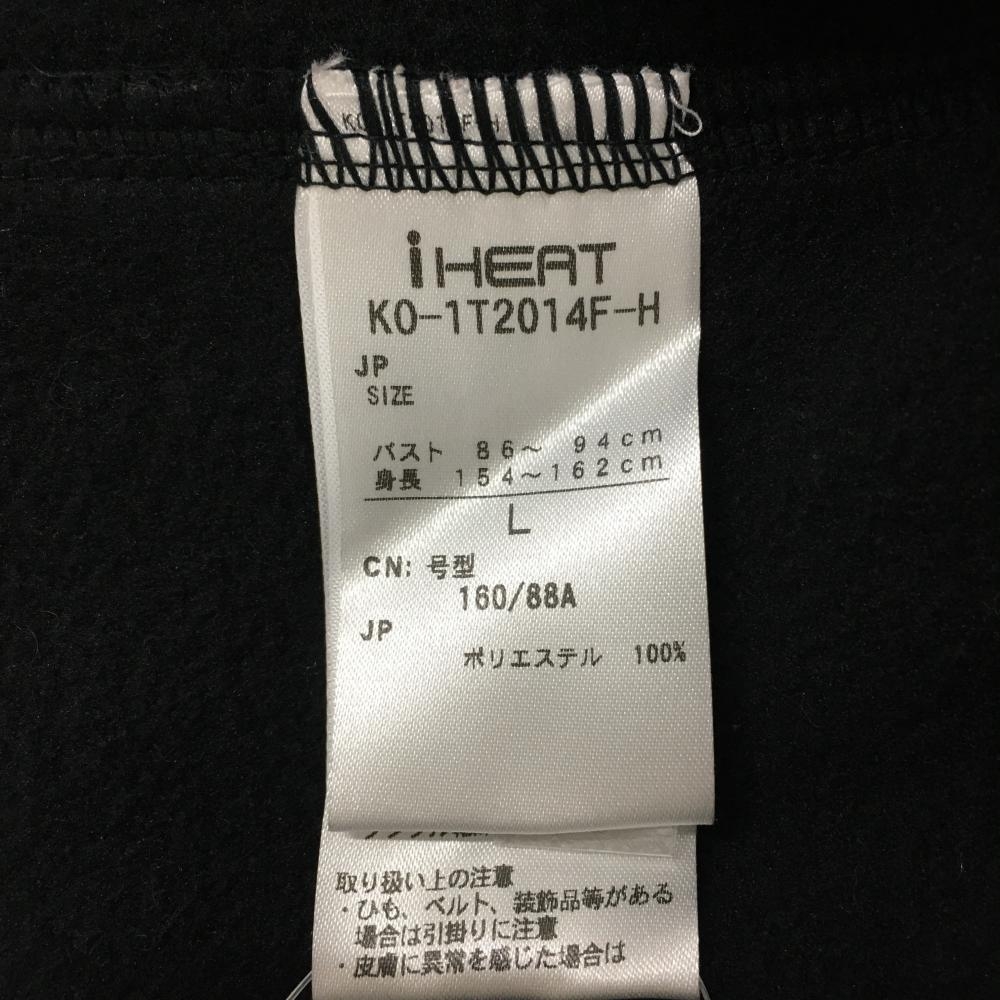 iHEAT
KO-1T2014F-H
JP
SIZE
バスト 86～ 94cm
身長 154～162cm
L
CN: 号型
160/88A
JP
ポリエステル 100%
取り扱い上の注意
・ひも、ベルト、装飾品等がある
場合は引掛りに注意
・皮膚に異常を感じた場合は